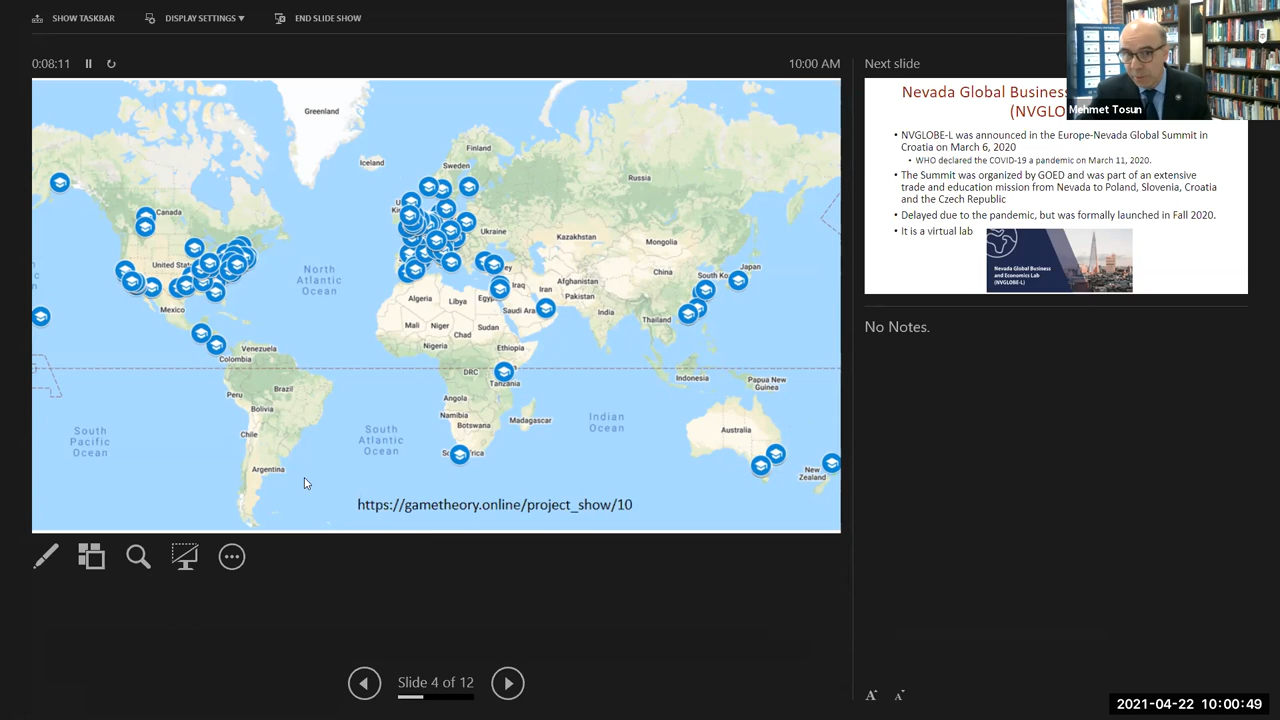 SHOW TASKBAR
DISPLAY SETTINGS ▼
END SLIDE SHOW
0:08:11
10:00 AM
Next slide
Mehmet Tosun
Greenland
Iceland
Finland
Sweden
Russia
Canada
Ukraine
Kazakhstan
Mongolia
United States
North
Atlantic
Ocean
China
South Ko
Japan
Afghanistan
Iraq
Iran
Pakistan
Algeria
Libya
Egypt
Saudi Arabia
India
Mexico
Mali
Niger
Chad
Sudan
Thailand
Nigeria
Ethiopia
Venezuela
Colombia
DRC
Tanzania
Indonesia
Papua New
Guinea
Brazil
Peru
Angola
Bolivia
Namibia
Botswana
Madagascar
Indian
Ocean
South
Pacific
Ocean
Chile
South
Atlantic
Ocean
Australia
Argentina
New
Zealand
https://gametheory.online/project_show/10
Nevada Global Business
(NVGLO
• NVGLOBE-L was announced in the Europe-Nevada Global Summit in
Croatia on March 6, 2020
• WHO declared the COVID-19 a pandemic on March 11, 2020.
• The Summit was organized by GOED and was part of an extensive
trade and education mission from Nevada to Poland, Slovenia, Croatia
and the Czech Republic
• Delayed due to the pandemic, but was formally launched in Fall 2020.
• It is a virtual lab
Nevada Global Business
and Economics Lab
(NVGLOBE-L)
No Notes.
Slide 4 of 12
2021-04-22 10:00:49